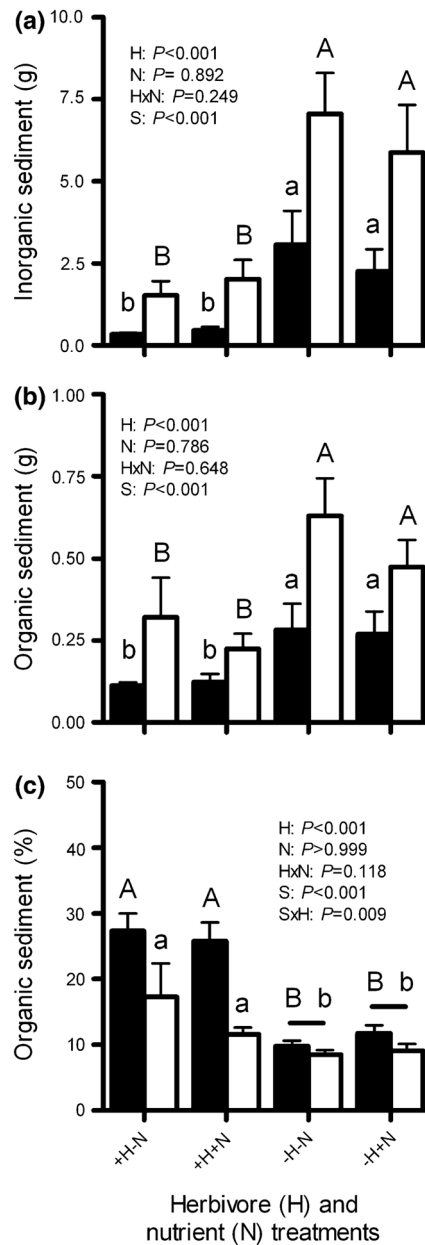 (a)
10.0
7.5
5.0
2.5
0.0
Inorganic sediment (g)
H: P<0.001
N: P= 0.892
HxN: P=0.249
S: P<0.001
b B b B a A a A
(b)
1.00
0.75
0.50
0.25
0.00
Organic sediment (g)
H: P<0.001
N: P=0.786
HxN: P=0.648
S: P<0.001
b B b B a A a A
(c)
50
40
30
20
10
0
Organic sediment (%)
H: P<0.001
N: P>0.999
HxN: P=0.118
S: P<0.001
SxH: P=0.009
A a A a B b B b
+H-N +H+N -H-N -H+N
Herbivore (H) and
nutrient (N) treatments